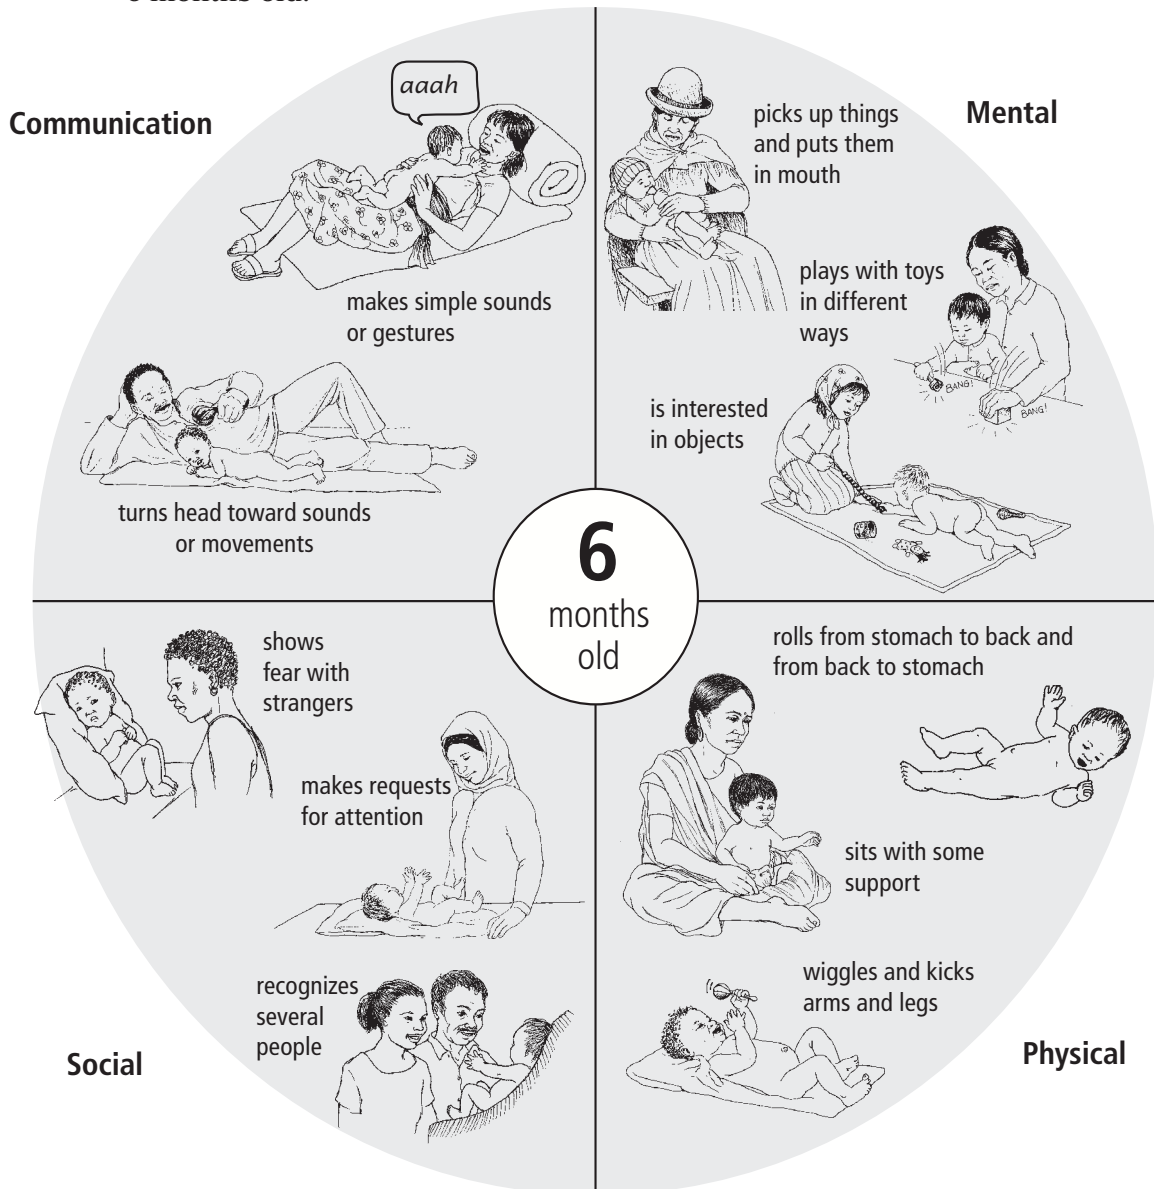 6 months old.
Communication
aaah
makes simple sounds
or gestures
turns head toward sounds
or movements
Mental
picks up things
and puts them
in mouth
plays with toys
in different
ways
BANG!
BANG!
is interested
in objects
6
months
old
shows
fear with
strangers
makes requests
for attention
recognizes
several
people
Social
rolls from stomach to back and
from back to stomach
sits with some
support
wiggles and kicks
arms and legs
Physical